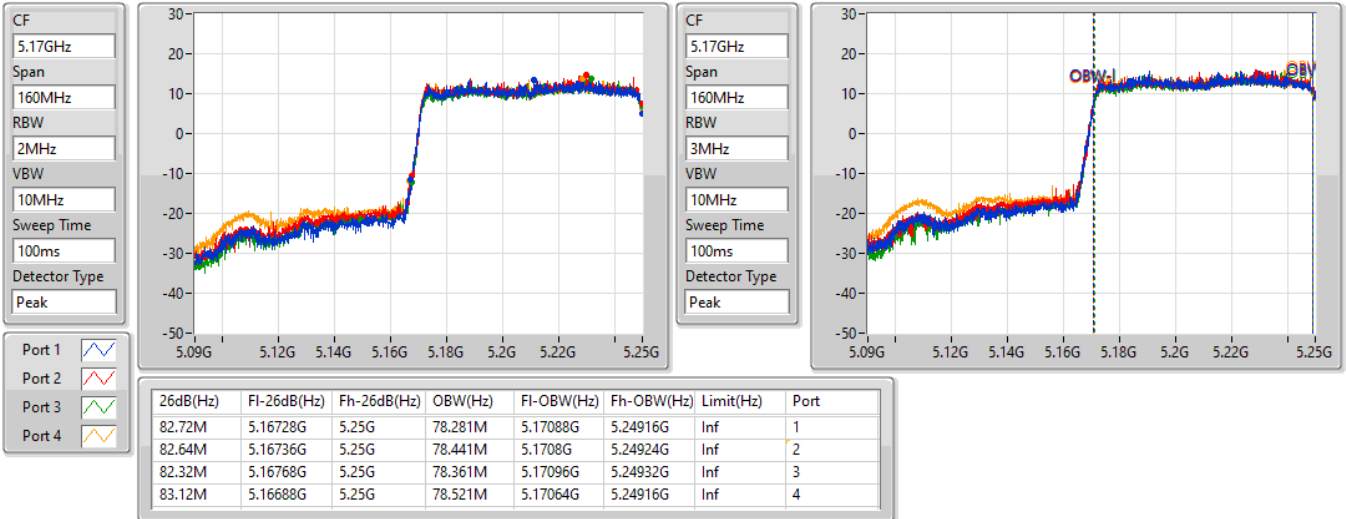 CF
5.17GHz
Span
160MHz
RBW
2MHz
VBW
10MHz
Sweep Time
100ms
Detector Type
Peak
30
20
10
0
-10
-20
-30
-40
-50
5.09G 5.12G 5.14G 5.16G 5.18G 5.2G 5.22G 5.25G
CF
5.17GHz
Span
160MHz
RBW
3MHz
VBW
10MHz
Sweep Time
100ms
Detector Type
Peak
30
20
10
0
-10
-20
-30
-40
-50
OBW-l
OBW
5.09G 5.12G 5.14G 5.16G 5.18G 5.2G 5.22G 5.25G
Port 1
Port 2
Port 3
Port 4
26dB(Hz) Fl-26dB(Hz) Fh-26dB(Hz) OBW(Hz) Fl-OBW(Hz) Fh-OBW(Hz) Limit(Hz) Port
82.72M 5.16728G 5.25G 78.281M 5.17088G 5.24916G Inf 1
82.64M 5.16736G 5.25G 78.441M 5.1708G 5.24924G Inf 2
82.32M 5.16768G 5.25G 78.361M 5.17096G 5.24932G Inf 3
83.12M 5.16688G 5.25G 78.521M 5.17064G 5.24916G Inf 4